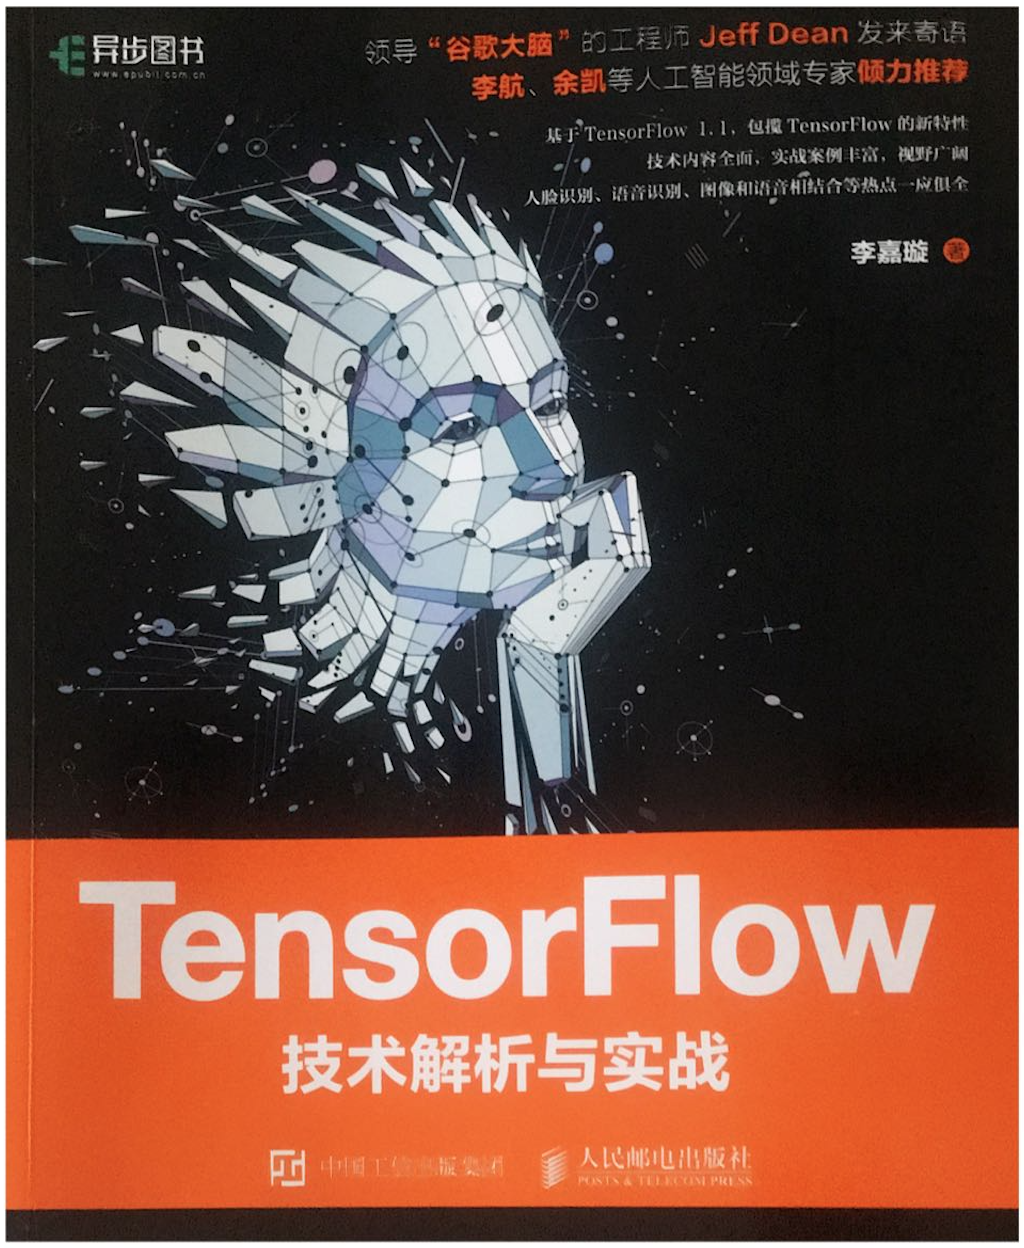 异步图书
www.epubit.com.cn
领导“谷歌大脑”的工程师 Jeff Dean 发来寄语
李航、余凯等人工智能领域专家倾力推荐
基于 TensorFlow 1.1，包揽 TensorFlow 的新特性
技术内容全面、实战案例丰富，视野广阔
人脸识别、语音识别、图像和语音相结合等热点一应俱全
李嘉璇 著
TensorFlow
技术解析与实战
中国工信出版集团
人民邮电出版社
POSTS & TELECOM PRESS